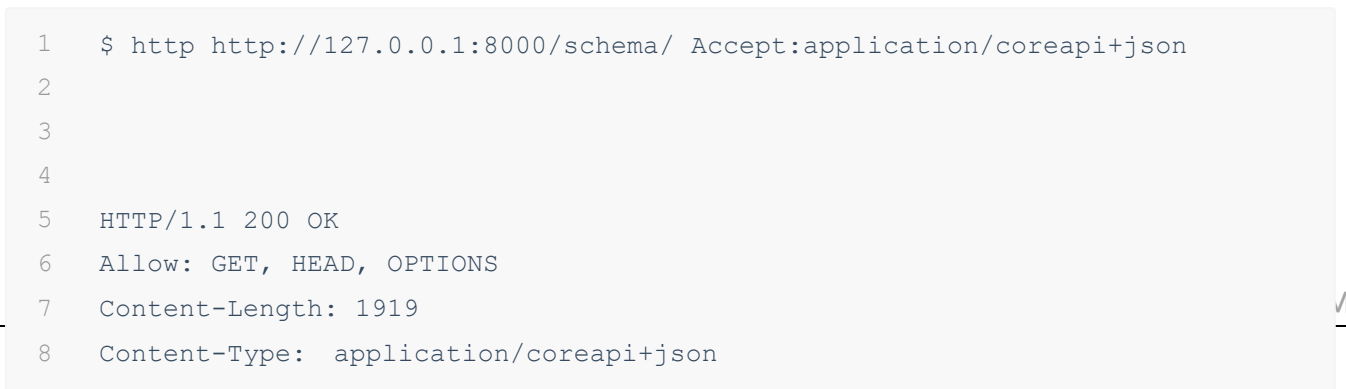 1 $ http http://127.0.0.1:8000/schema/ Accept:application/coreapi+json
2
3
4
5 HTTP/1.1 200 OK
6 Allow: GET, HEAD, OPTIONS
7 Content-Length: 1919
8 Content-Type: application/coreapi+json